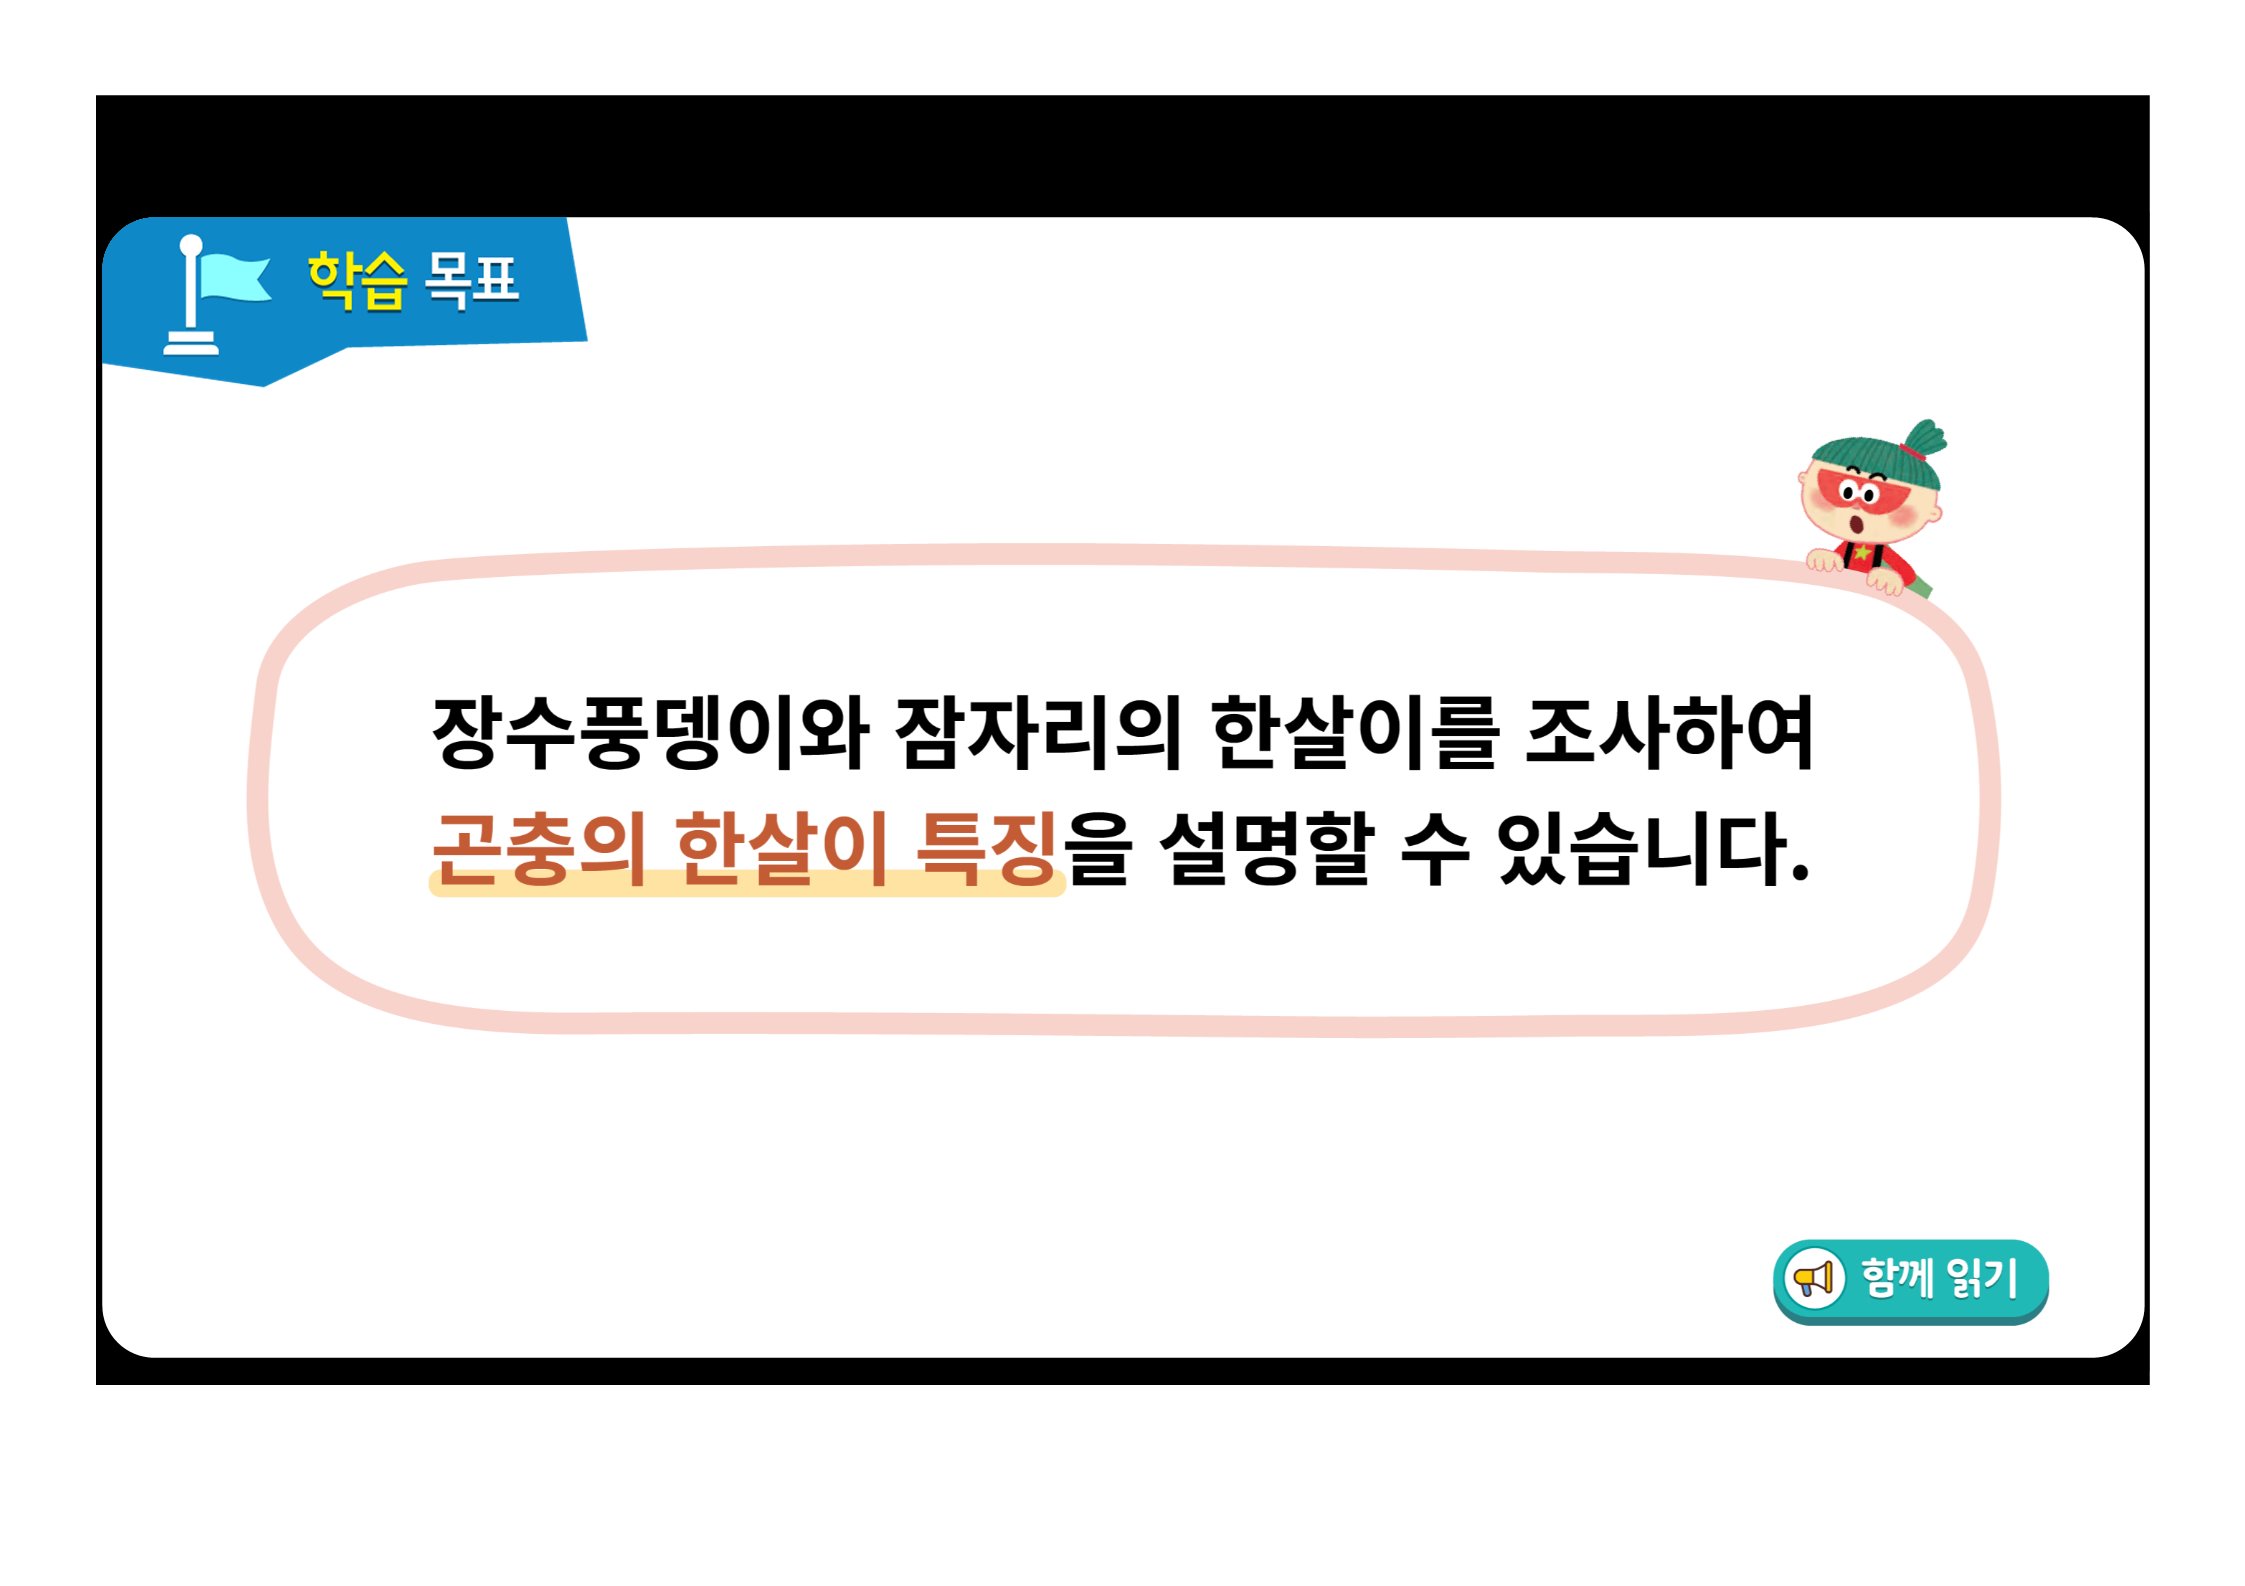 학습 목표
장수풍뎅이와 잠자리의 한살이를 조사하여
곤충의 한살이 특징을 설명할 수 있습니다.
함께 읽기